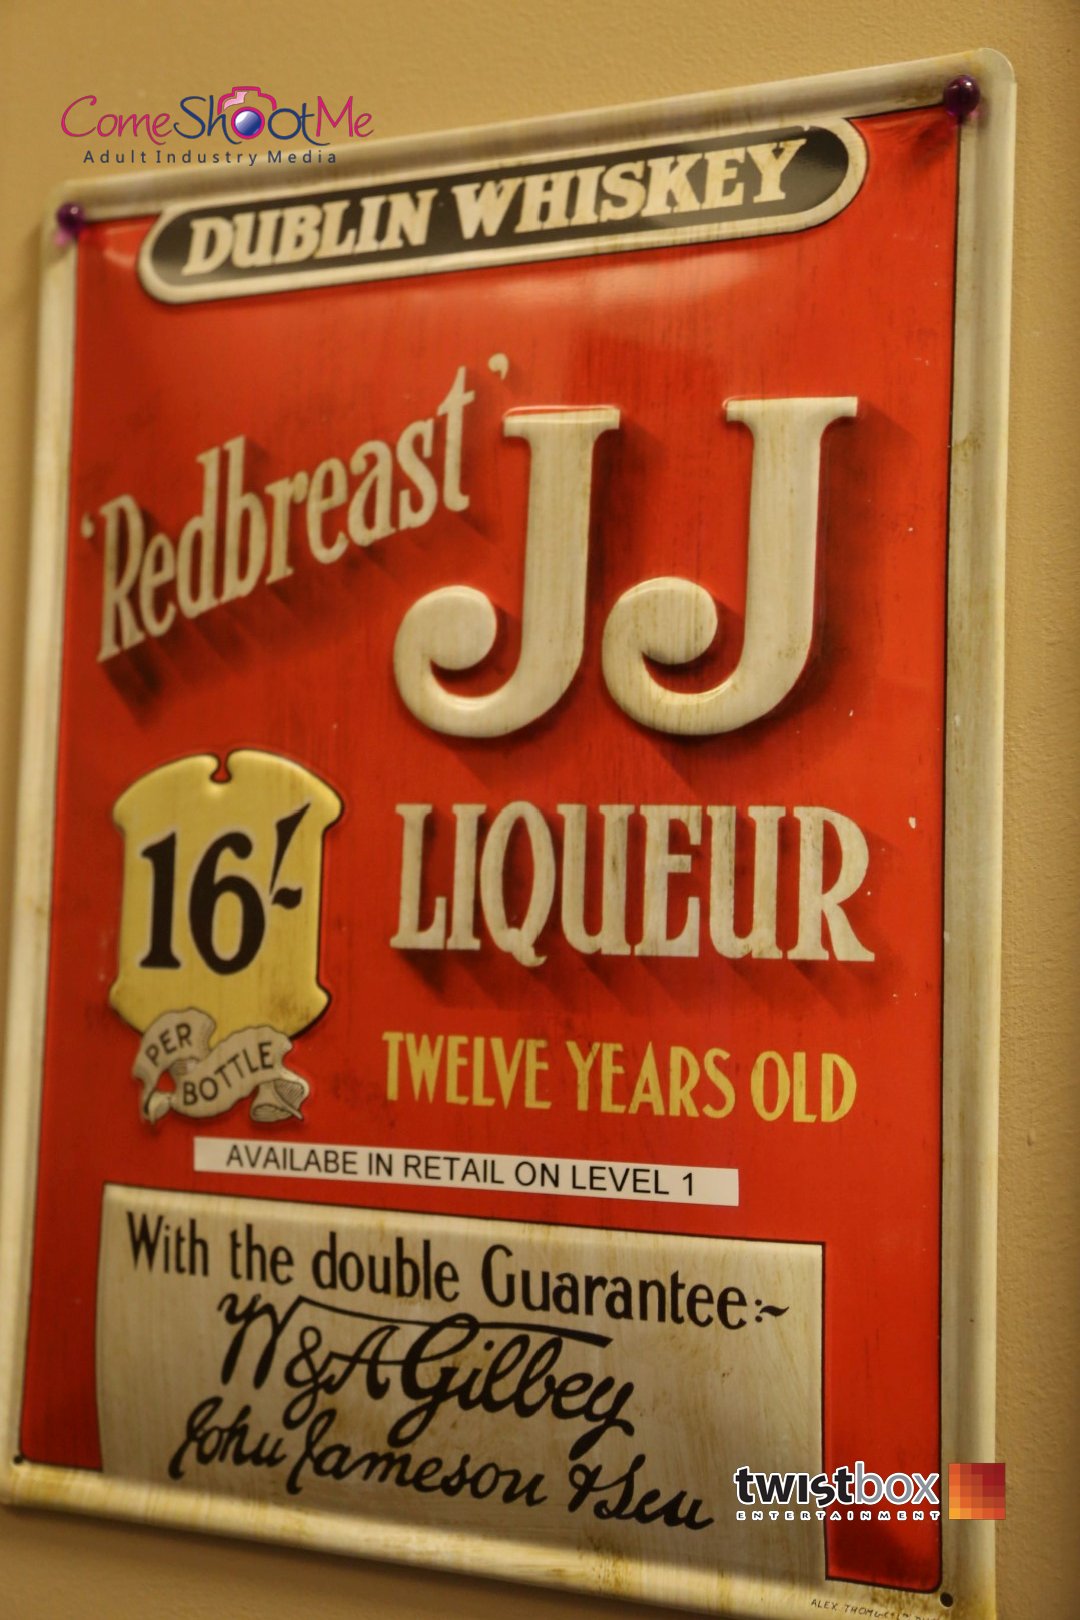 ComeShootMe
Adult Industry Media
DUBLIN WHISKEY
'Redbreast'
JJ
16/-
PER
BOTTLE
LIQUEUR
TWELVE YEARS OLD
AVAILABE IN RETAIL ON LEVEL 1
With the double Guarantee:~
W&A Gilbey
John Jameson & Son
twistbox
ENTERTAINMENT
ALEX